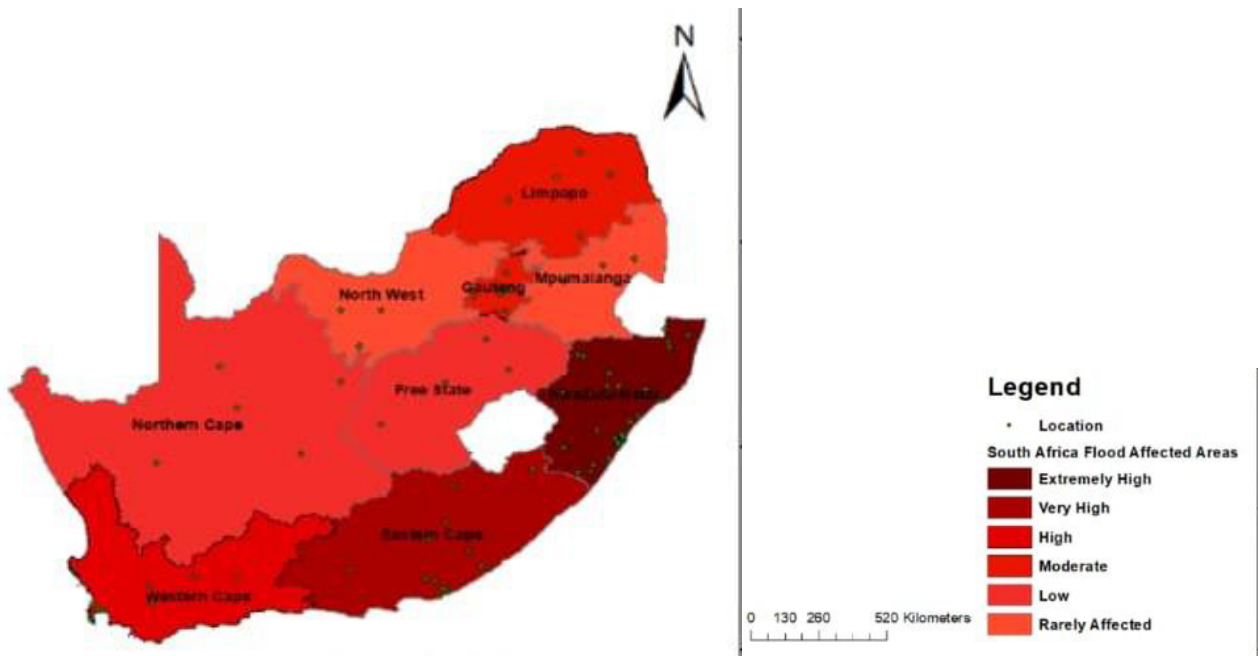 N
Limpopo
Mpumalanga
Gauteng
North West
Free State
Northern Cape
Eastern Cape
Western Cape
Legend
Location
South Africa Flood Affected Areas
Extremely High
Very High
High
Moderate
Low
Rarely Affected
0 130 260 520 Kilometers